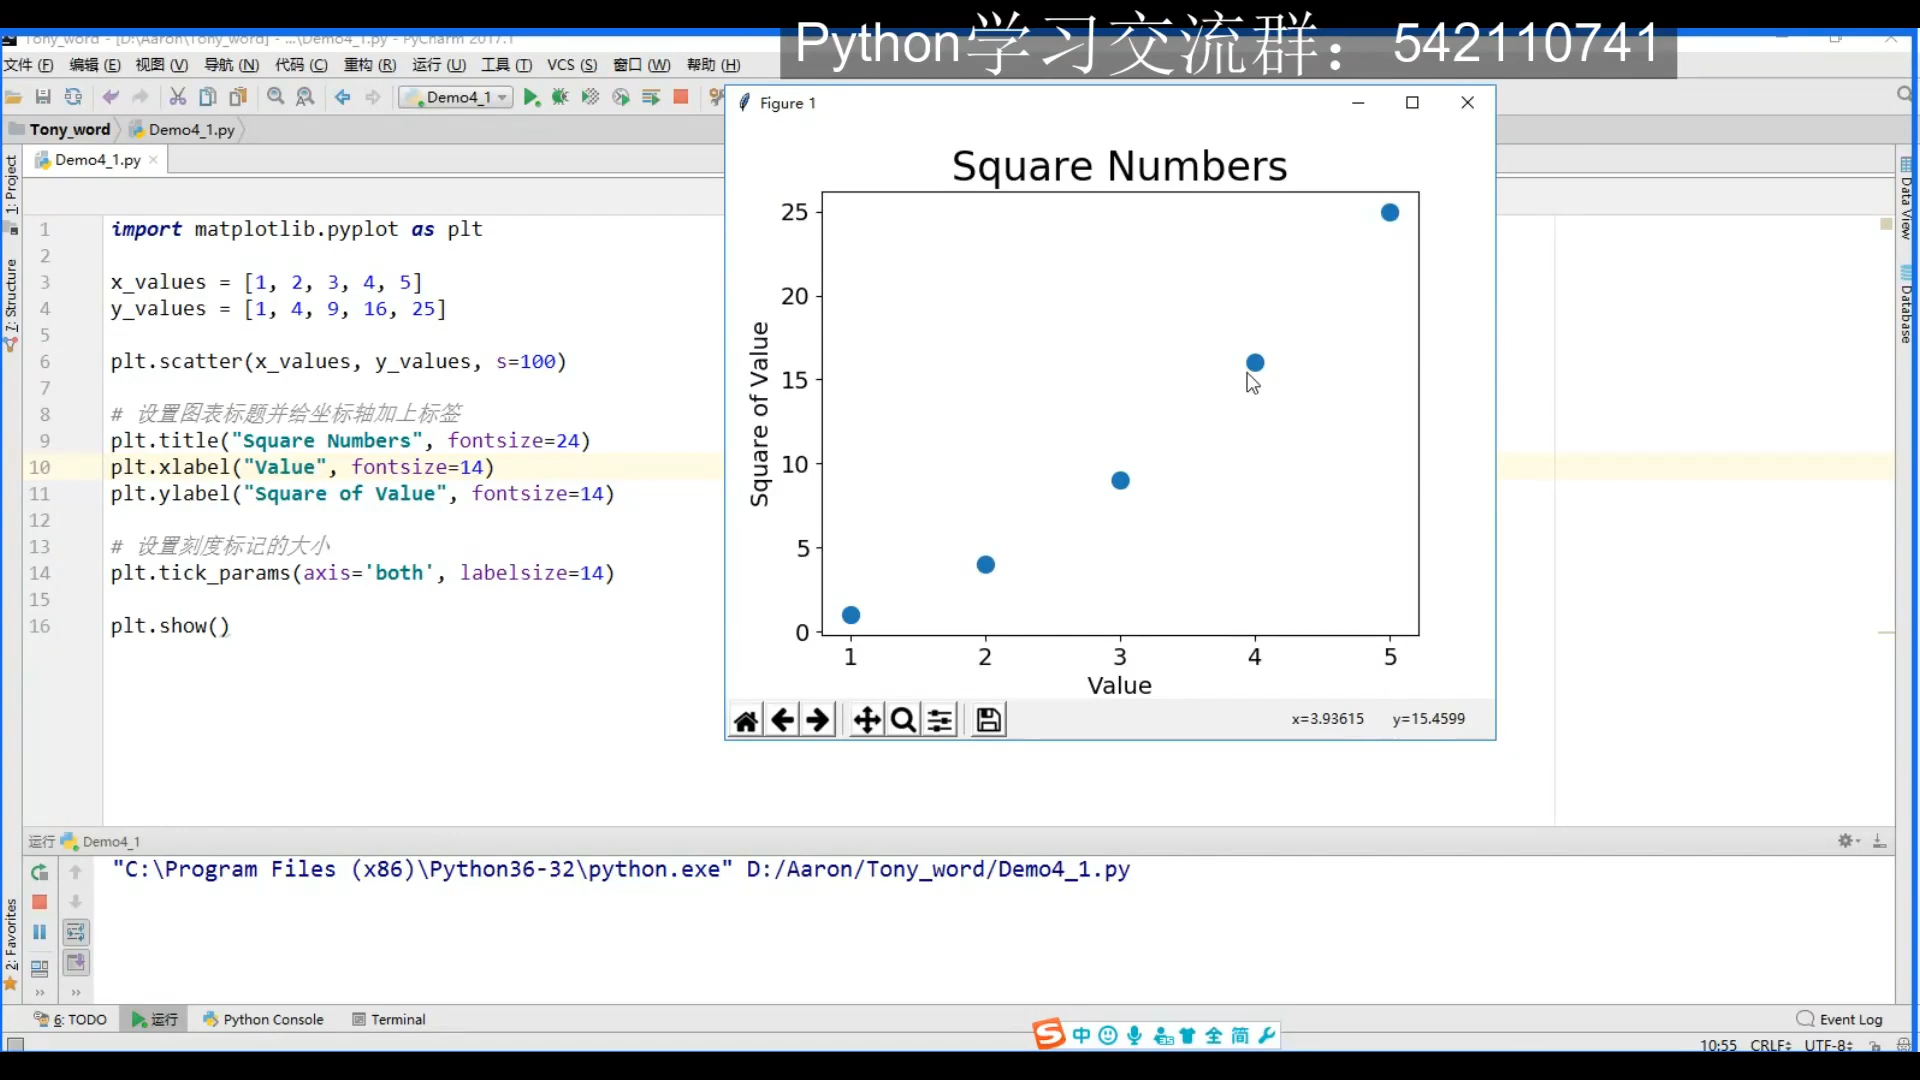 Python学习交流群： 542110741
Tony_word - [D:\Aaron\Tony_word] - ...\Demo4_1.py - PyCharm 2017.1
文件 (F) 编辑 (E) 视图 (V) 导航 (N) 代码 (C) 重构 (R) 运行 (U) 工具 (T) VCS (S) 窗口 (W) 帮助 (H)
Demo4_1
Tony_word Demo4_1.py
Demo4_1.py
1: Project
7: Structure
2: Favorites
1 import matplotlib.pyplot as plt
2
3 x_values = [1, 2, 3, 4, 5]
4 y_values = [1, 4, 9, 16, 25]
5
6 plt.scatter(x_values, y_values, s=100)
7
8 # 设置图表标题并给坐标轴加上标签
9 plt.title("Square Numbers", fontsize=24)
10 plt.xlabel("Value", fontsize=14)
11 plt.ylabel("Square of Value", fontsize=14)
12
13 # 设置刻度标记的大小
14 plt.tick_params(axis='both', labelsize=14)
15
16 plt.show()
Figure 1
Square Numbers
Square of Value
25
20
15
10
5
0
1 2 3 4 5
Value
x=3.93615 y=15.4599
Data View
Database
运行 Demo4_1
"C:\Program Files (x86)\Python36-32\python.exe" D:/Aaron/Tony_word/Demo4_1.py
6: TODO 运行 Python Console Terminal
Event Log
中 全 简
10:55 CRLF UTF-8